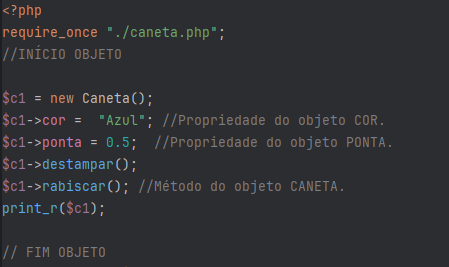 <?php
require_once "./caneta.php";
//INÍCIO OBJETO
$c1 = new Caneta();
$c1->cor =  "Azul"; //Propriedade do objeto COR.
$c1->ponta = 0.5;  //Propriedade do objeto PONTA.
$c1->destampar();
$c1->rabiscar(); //Método do objeto CANETA.
print_r($c1);
// FIM OBJETO